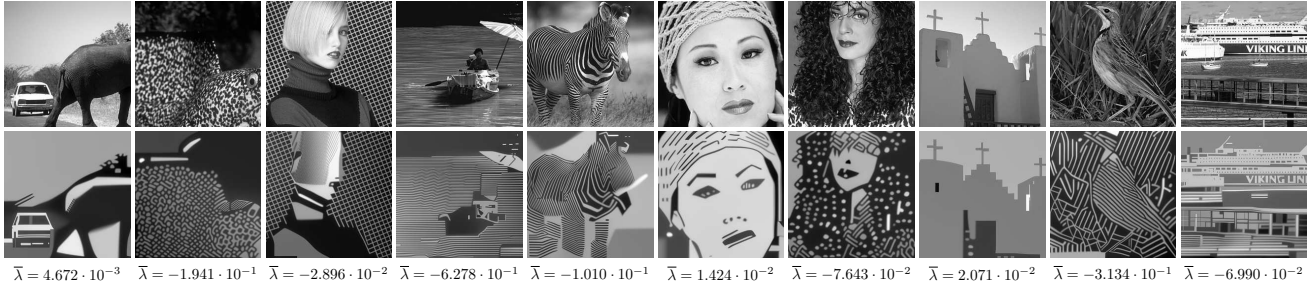 VIKING LINE
VIKING LIN
λ̄ = 4.672 · 10⁻³
λ̄ = −1.941 · 10⁻¹
λ̄ = −2.896 · 10⁻²
λ̄ = −6.278 · 10⁻¹
λ̄ = −1.010 · 10⁻¹
λ̄ = 1.424 · 10⁻²
λ̄ = −7.643 · 10⁻²
λ̄ = 2.071 · 10⁻²
λ̄ = −3.134 · 10⁻¹
λ̄ = −6.990 · 10⁻²